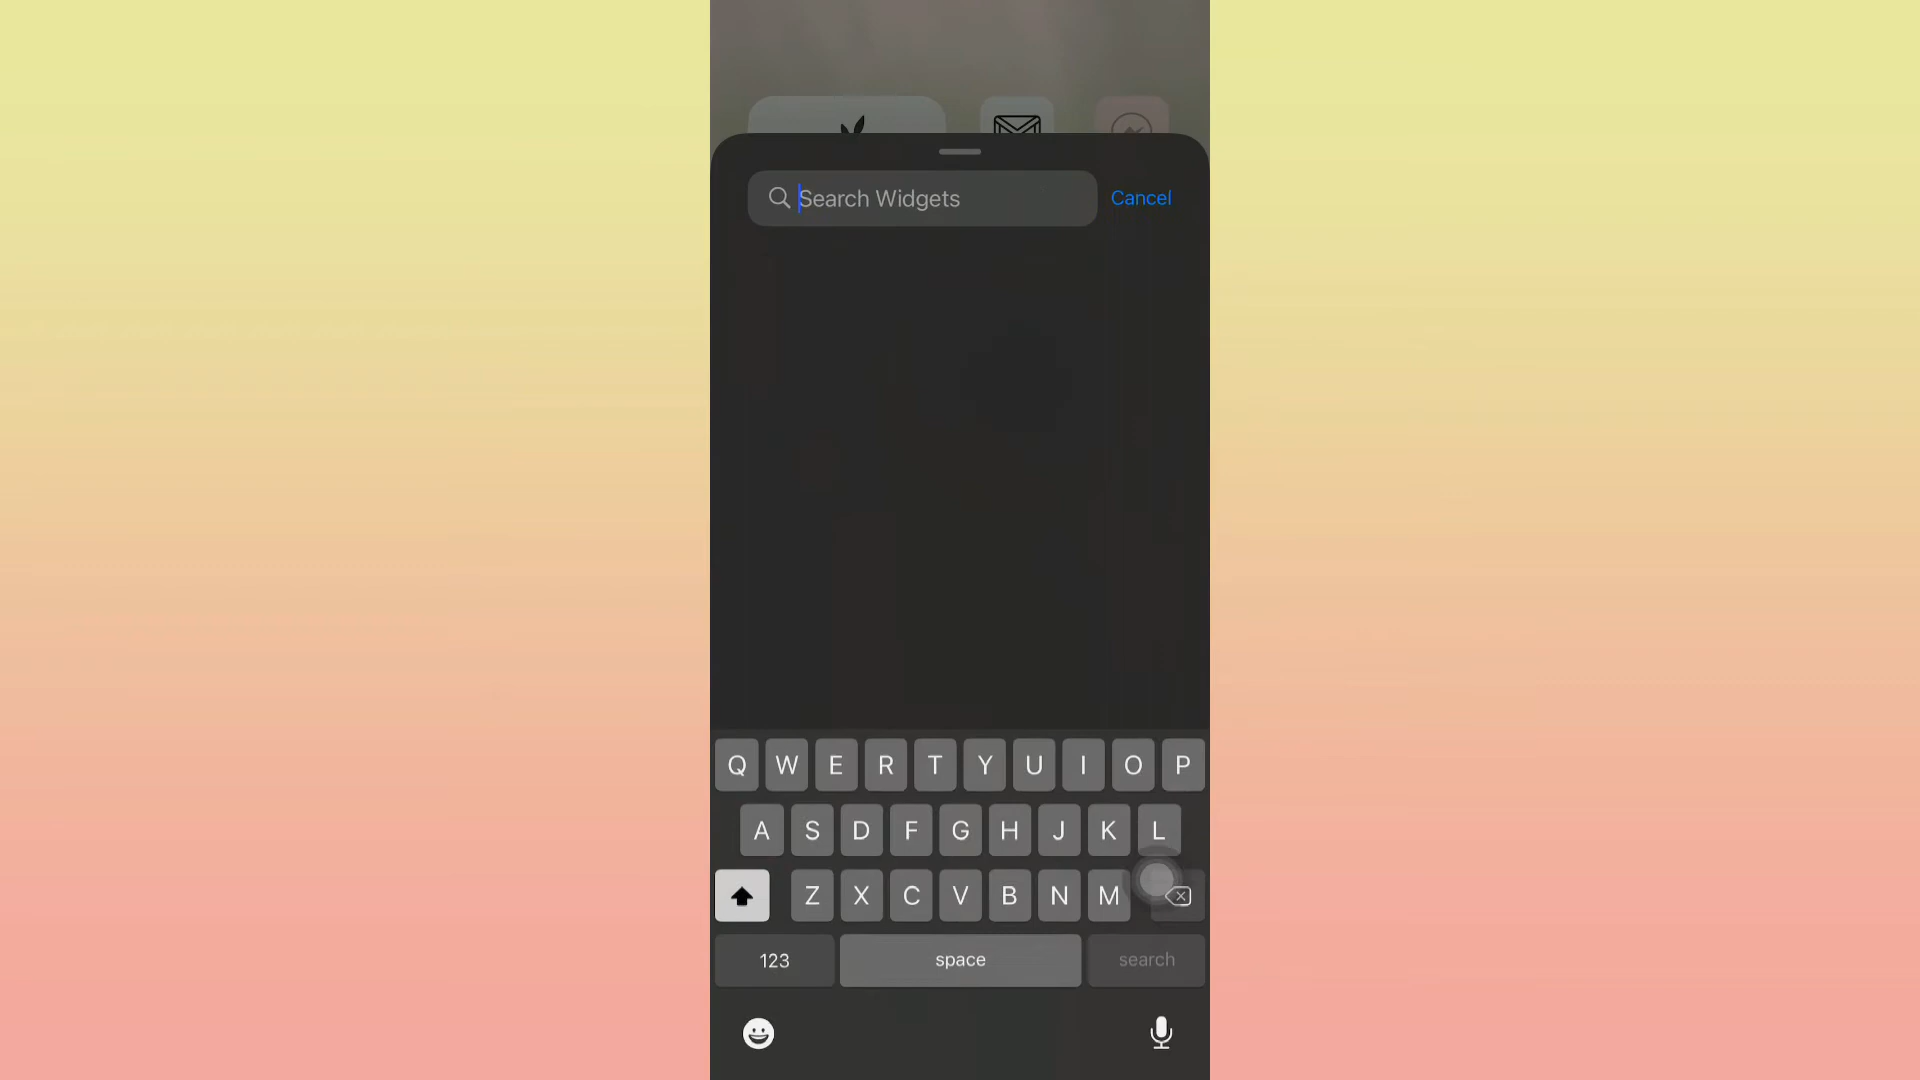 Search Widgets Cancel
Q W E R T Y U I O P
A S D F G H J K L
Z X C V B N M
123 space search